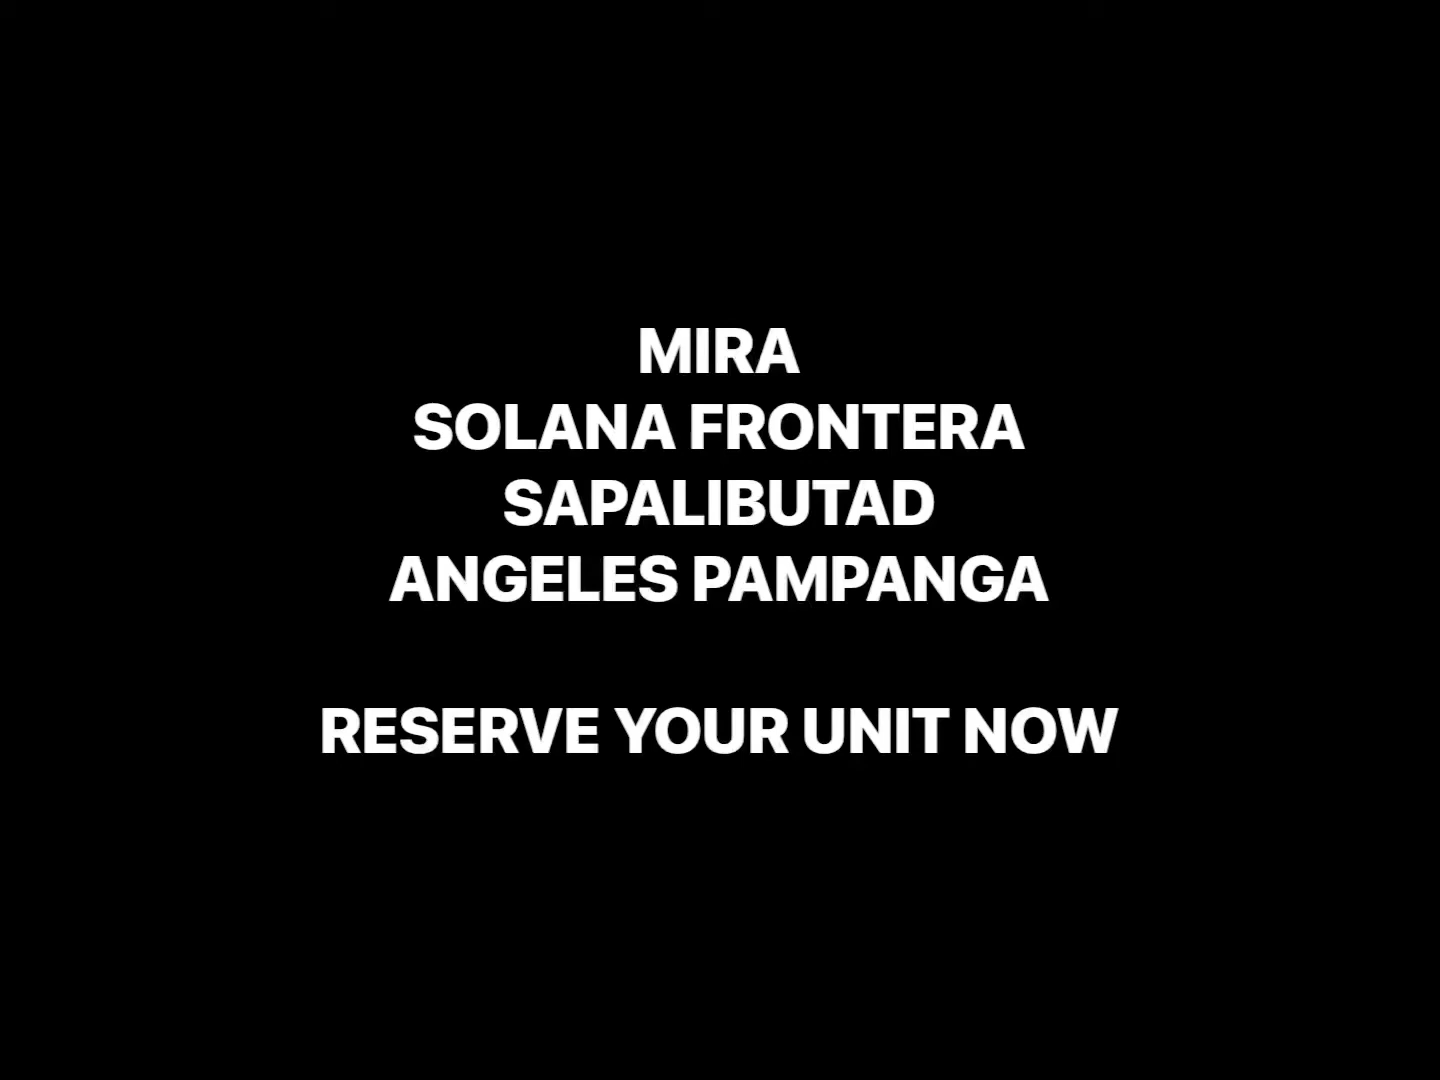 MIRA
SOLANA FRONTERA
SAPALIBUTAD
ANGELES PAMPANGA
RESERVE YOUR UNIT NOW